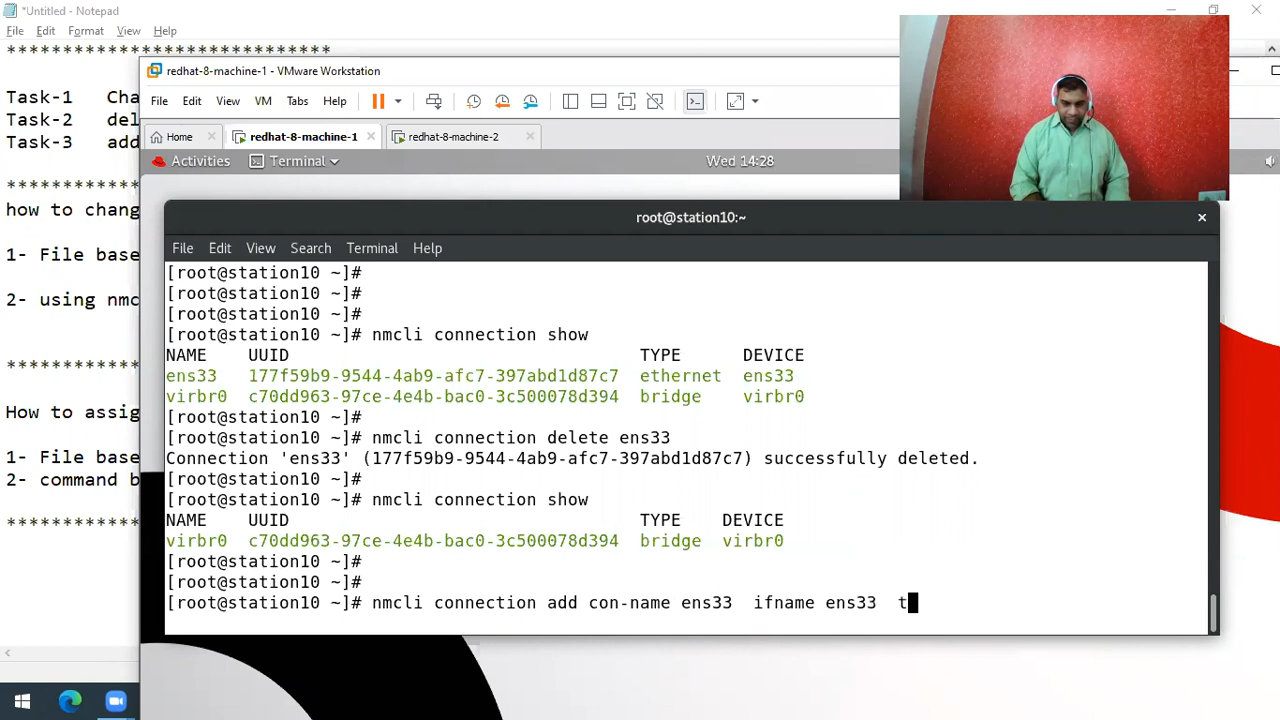 *Untitled - Notepad
File Edit Format View Help
*****************************
Task-1 Cha
Task-2 del
Task-3 add
how to chang
1- File base
2- using nmc
How to assig
1- File base
2- command b
redhat-8-machine-1 - VMware Workstation
File Edit View VM Tabs Help
Home redhat-8-machine-1 redhat-8-machine-2
Activities Terminal Wed 14:28
root@station10:~
File Edit View Search Terminal Help
[root@station10 ~]#
[root@station10 ~]#
[root@station10 ~]#
[root@station10 ~]# nmcli connection show
NAME UUID TYPE DEVICE
ens33 177f59b9-9544-4ab9-afc7-397abd1d87c7 ethernet ens33
virbr0 c70dd963-97ce-4e4b-bac0-3c500078d394 bridge virbr0
[root@station10 ~]#
[root@station10 ~]# nmcli connection delete ens33
Connection 'ens33' (177f59b9-9544-4ab9-afc7-397abd1d87c7) successfully deleted.
[root@station10 ~]#
[root@station10 ~]# nmcli connection show
NAME UUID TYPE DEVICE
virbr0 c70dd963-97ce-4e4b-bac0-3c500078d394 bridge virbr0
[root@station10 ~]#
[root@station10 ~]#
[root@station10 ~]# nmcli connection add con-name ens33 ifname ens33 t